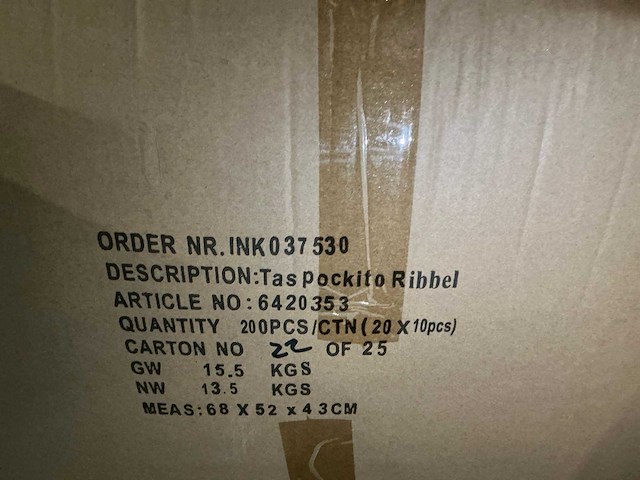 ORDER NR.INK037530
DESCRIPTION:Tas pockito Ribbel
ARTICLE NO:6420353
QUANTITY 200PCS/CTN(20X10pcs)
CARTON NO 22 OF 25
GW 15.5 KGS
NW 13.5 KGS
MEAS:68 X 52 x 43CM